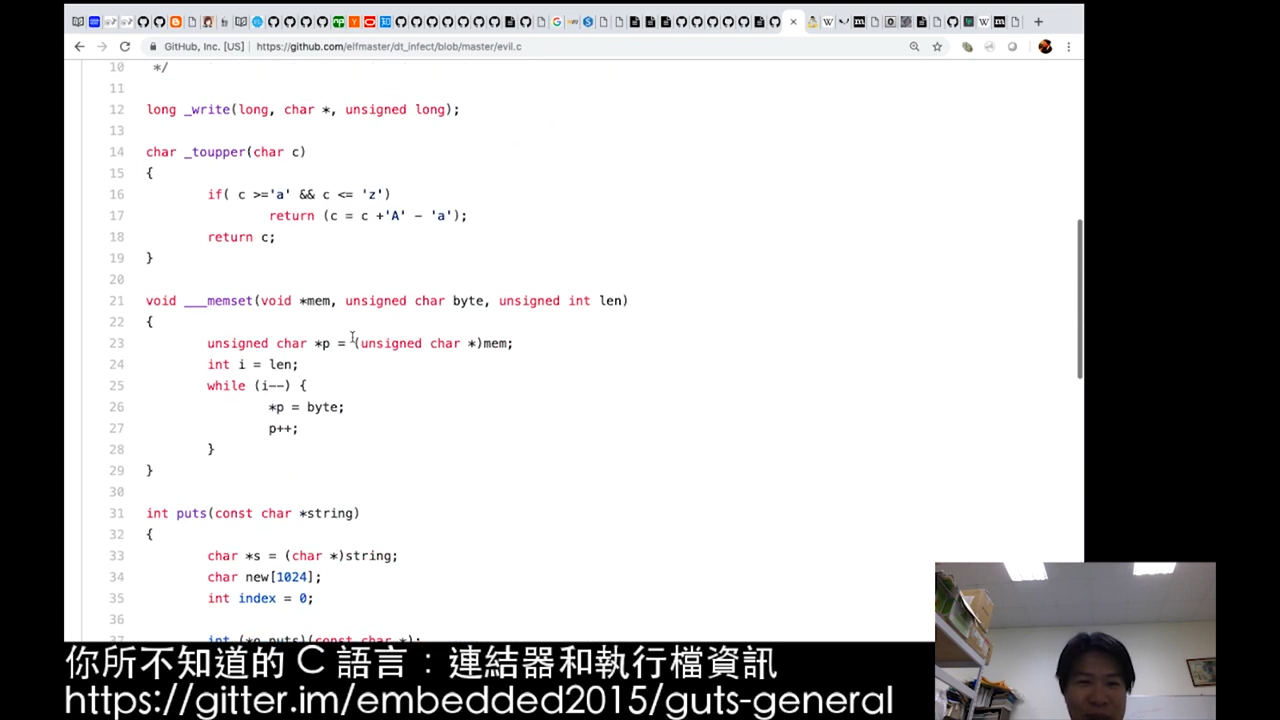 GitHub, Inc. [US] | https://github.com/elfmaster/dt_infect/blob/master/evil.c
10 */
11
12 long _write(long, char *, unsigned long);
13
14 char _toupper(char c)
15 {
16 if( c >='a' && c <= 'z')
17 return (c = c +'A' - 'a');
18 return c;
19 }
20
21 void ___memset(void *mem, unsigned char byte, unsigned int len)
22 {
23 unsigned char *p = (unsigned char *)mem;
24 int i = len;
25 while (i--) {
26 *p = byte;
27 p++;
28 }
29 }
30
31 int puts(const char *string)
32 {
33 char *s = (char *)string;
34 char new[1024];
35 int index = 0;
36
37 int (*o_puts)(const char *);
你所不知道的 C 語言：連結器和執行檔資訊
https://gitter.im/embedded2015/guts-general